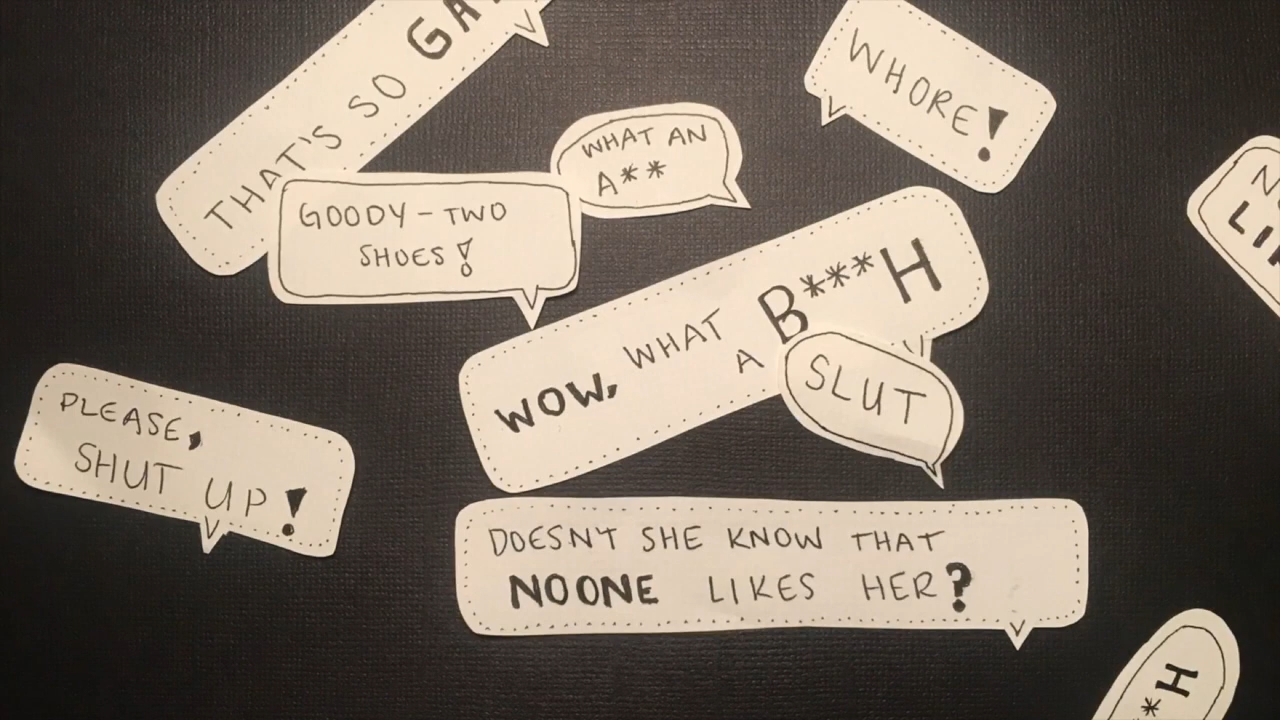 THAT'S SO GAY
WHORE!
WHAT AN
A**
GOODY-TWO
SHOES!
WOW, WHAT A B***H
SLUT
PLEASE,
SHUT UP!
DOESN'T SHE KNOW THAT
NOONE LIKES HER?
**H